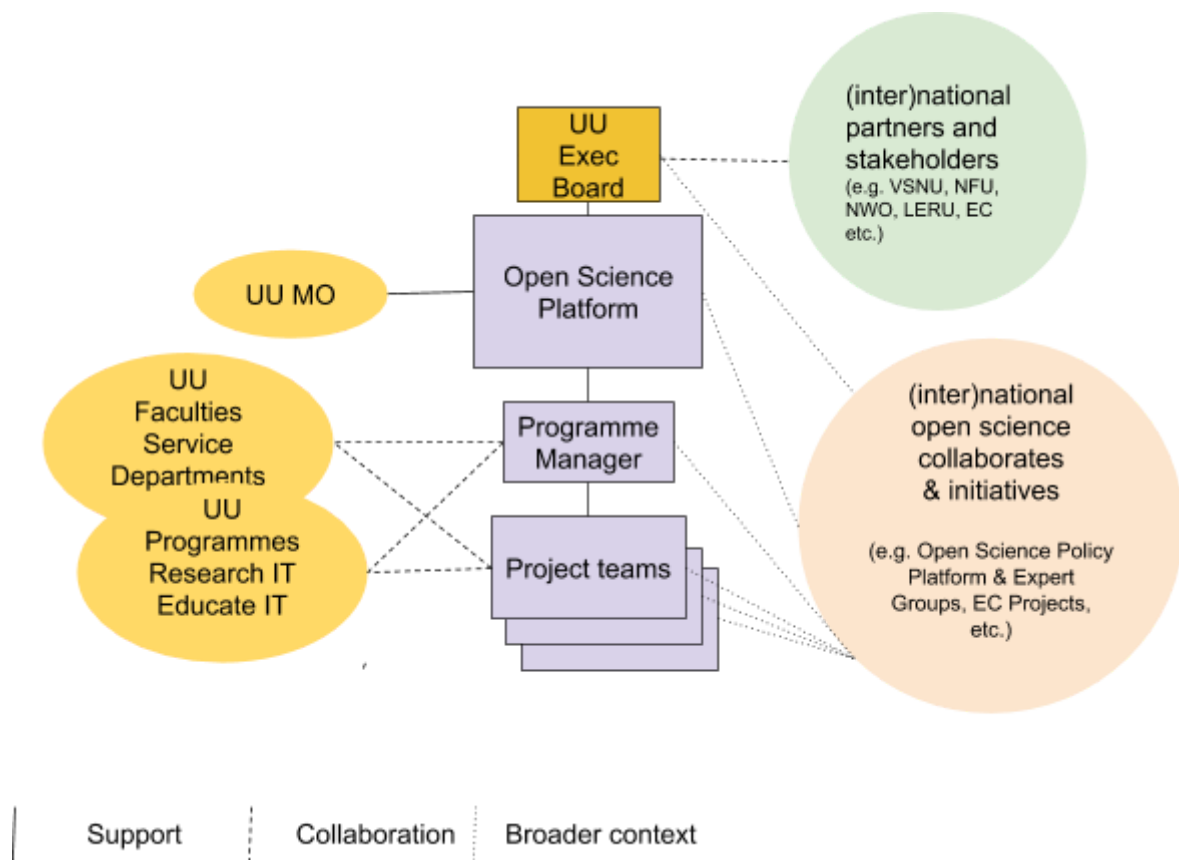 UU
Exec
Board
(inter)national
partners and
stakeholders
(e.g. VSNU, NFU,
NWO, LERU, EC
etc.)
UU MO
Open Science
Platform
UU
Faculties
Service
Departments
Programme
Manager
(inter)national
open science
collaborates
& initiatives
(e.g. Open Science Policy
Platform & Expert
Groups, EC Projects,
etc.)
UU
Programmes
Research IT
Educate IT
Project teams
Support
Collaboration
Broader context